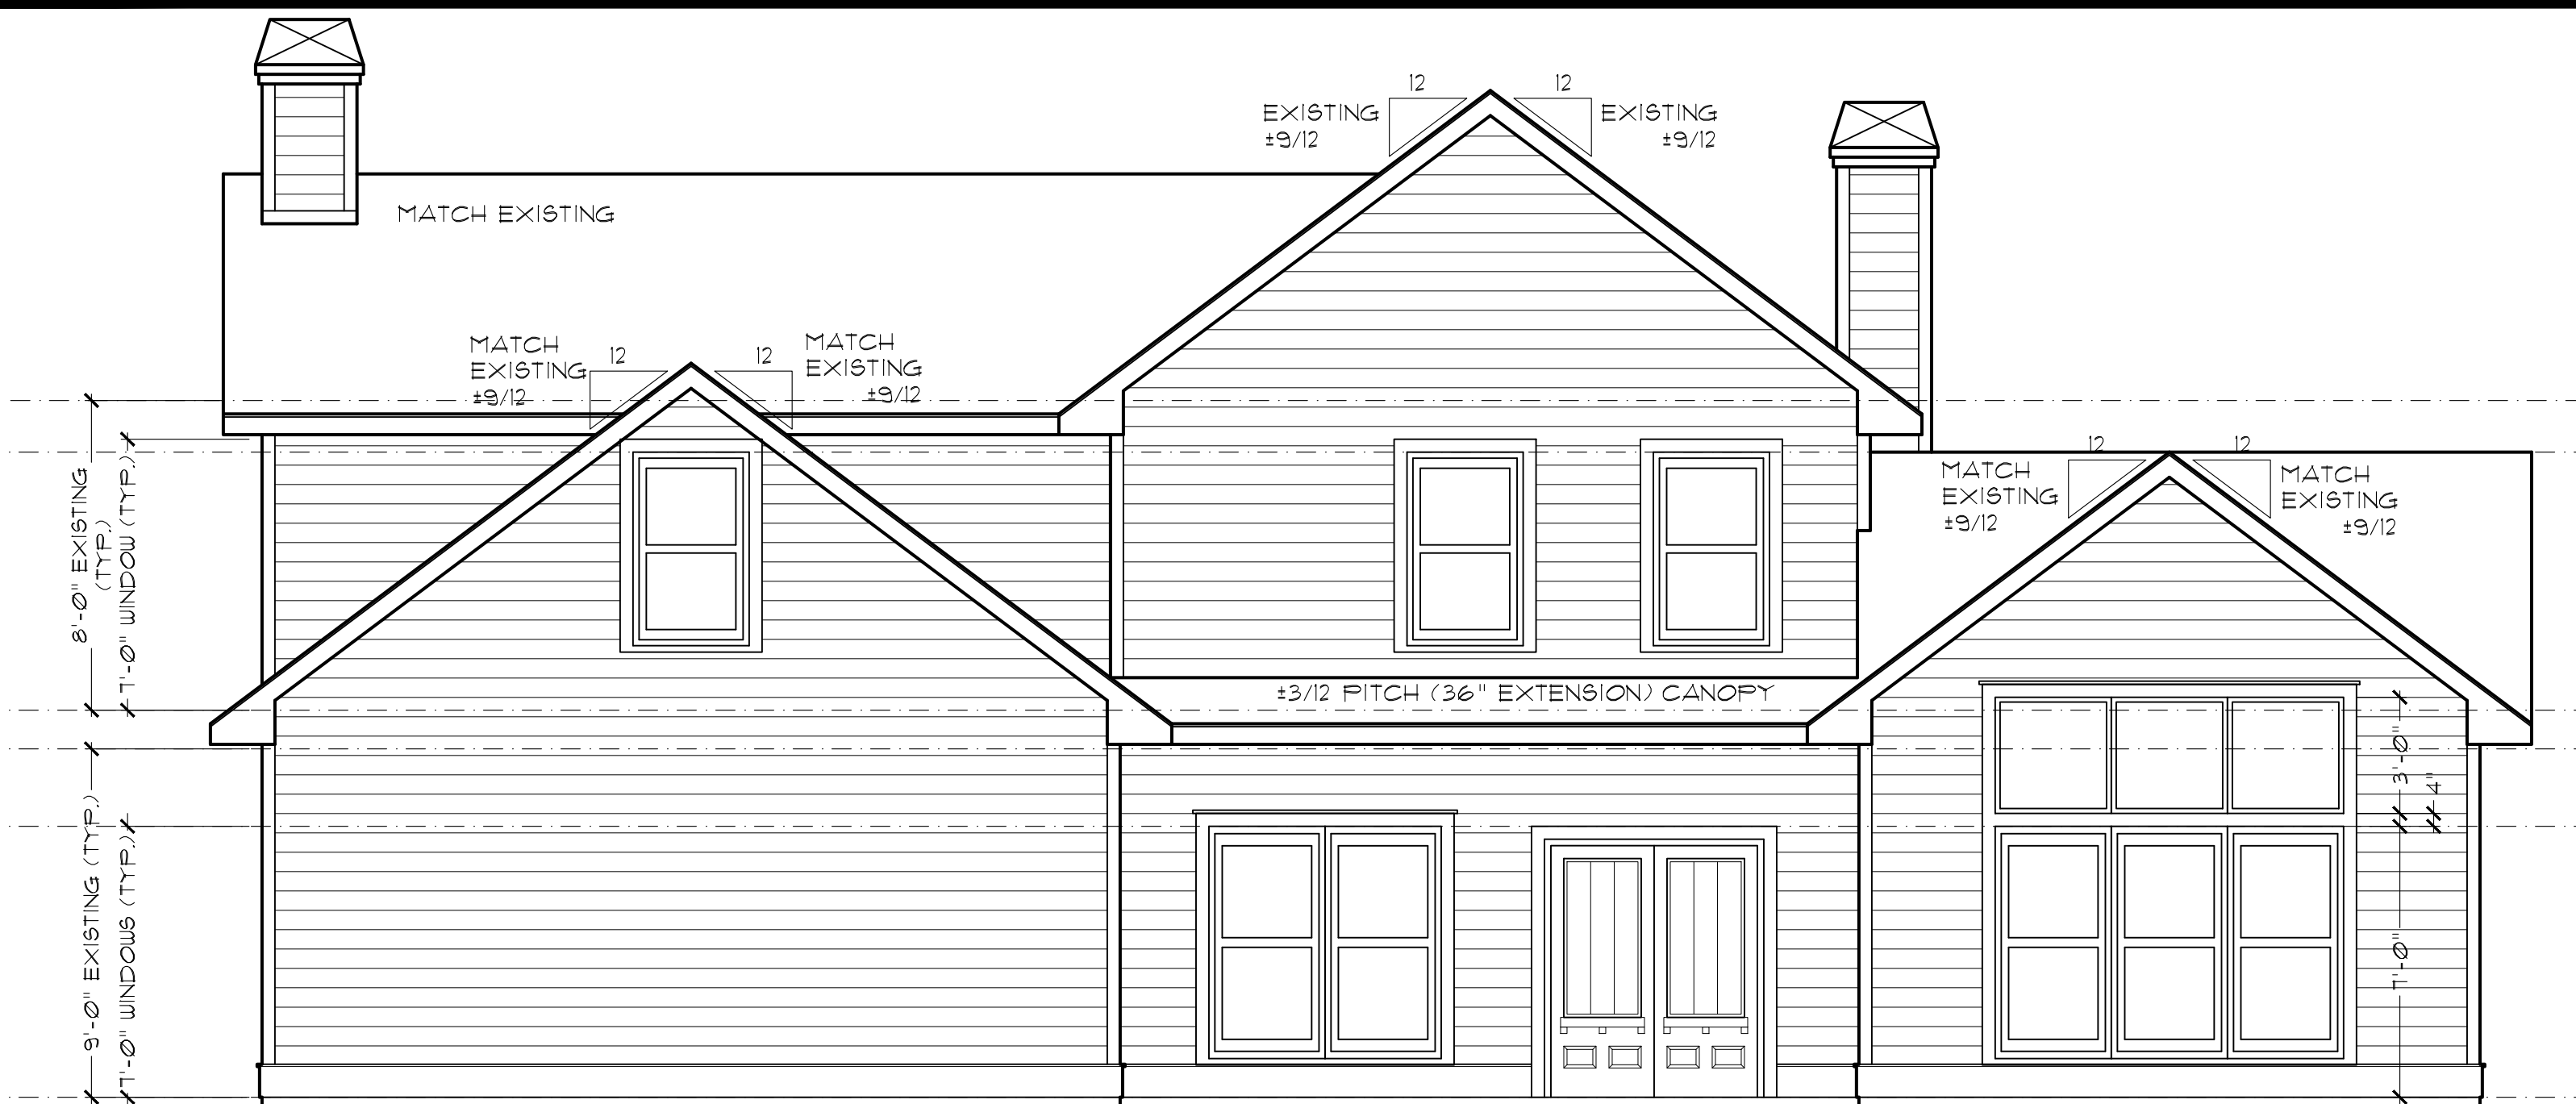 12
12
EXISTING
±9/12
EXISTING
±9/12
MATCH EXISTING
MATCH
EXISTING
±9/12
12
12
MATCH
EXISTING
±9/12
12
12
MATCH
EXISTING
±9/12
MATCH
EXISTING
±9/12
8'-0" EXISTING
(TYP.)
7'-0" WINDOW (TYP.)
±3/12 PITCH (36" EXTENSION) CANOPY
9'-0" EXISTING (TYP.)
7'-0" WINDOWS (TYP.)
3'-0"
4"
7'-0"